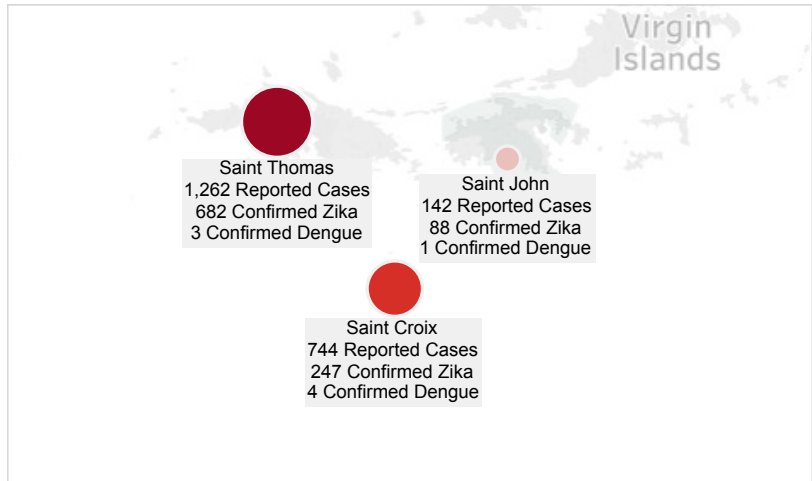 Virgin
Islands
Saint Thomas
1,262 Reported Cases
682 Confirmed Zika
3 Confirmed Dengue
Saint John
142 Reported Cases
88 Confirmed Zika
1 Confirmed Dengue
Saint Croix
744 Reported Cases
247 Confirmed Zika
4 Confirmed Dengue